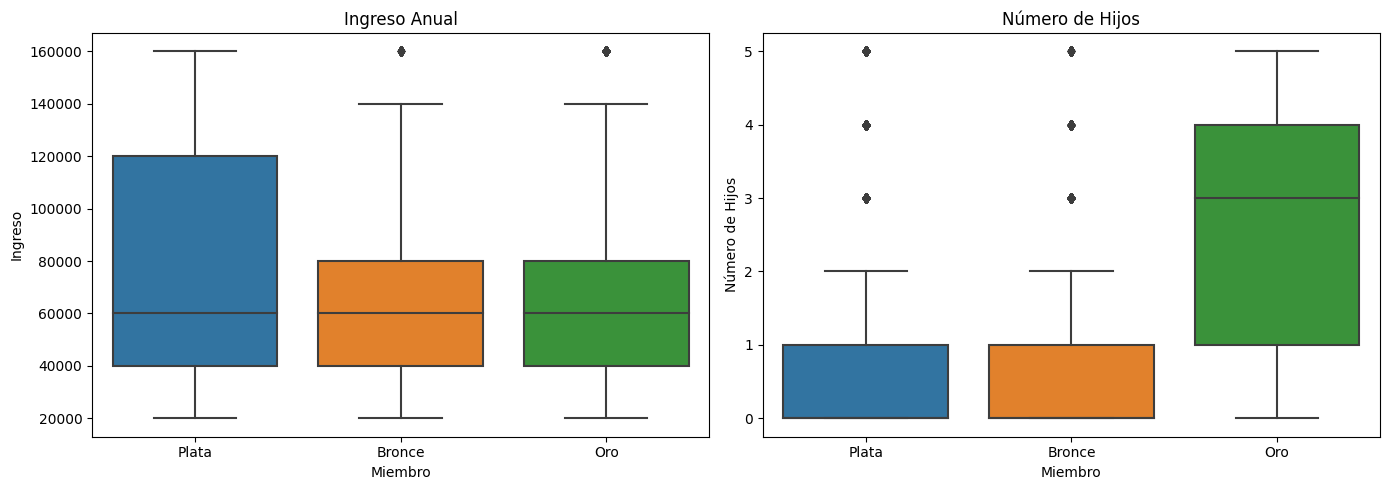 Ingreso Anual
Ingreso
160000
140000
120000
100000
80000
60000
40000
20000
Plata Bronce Oro
Miembro
Número de Hijos
Número de Hijos
5
4
3
2
1
0
Plata Bronce Oro
Miembro